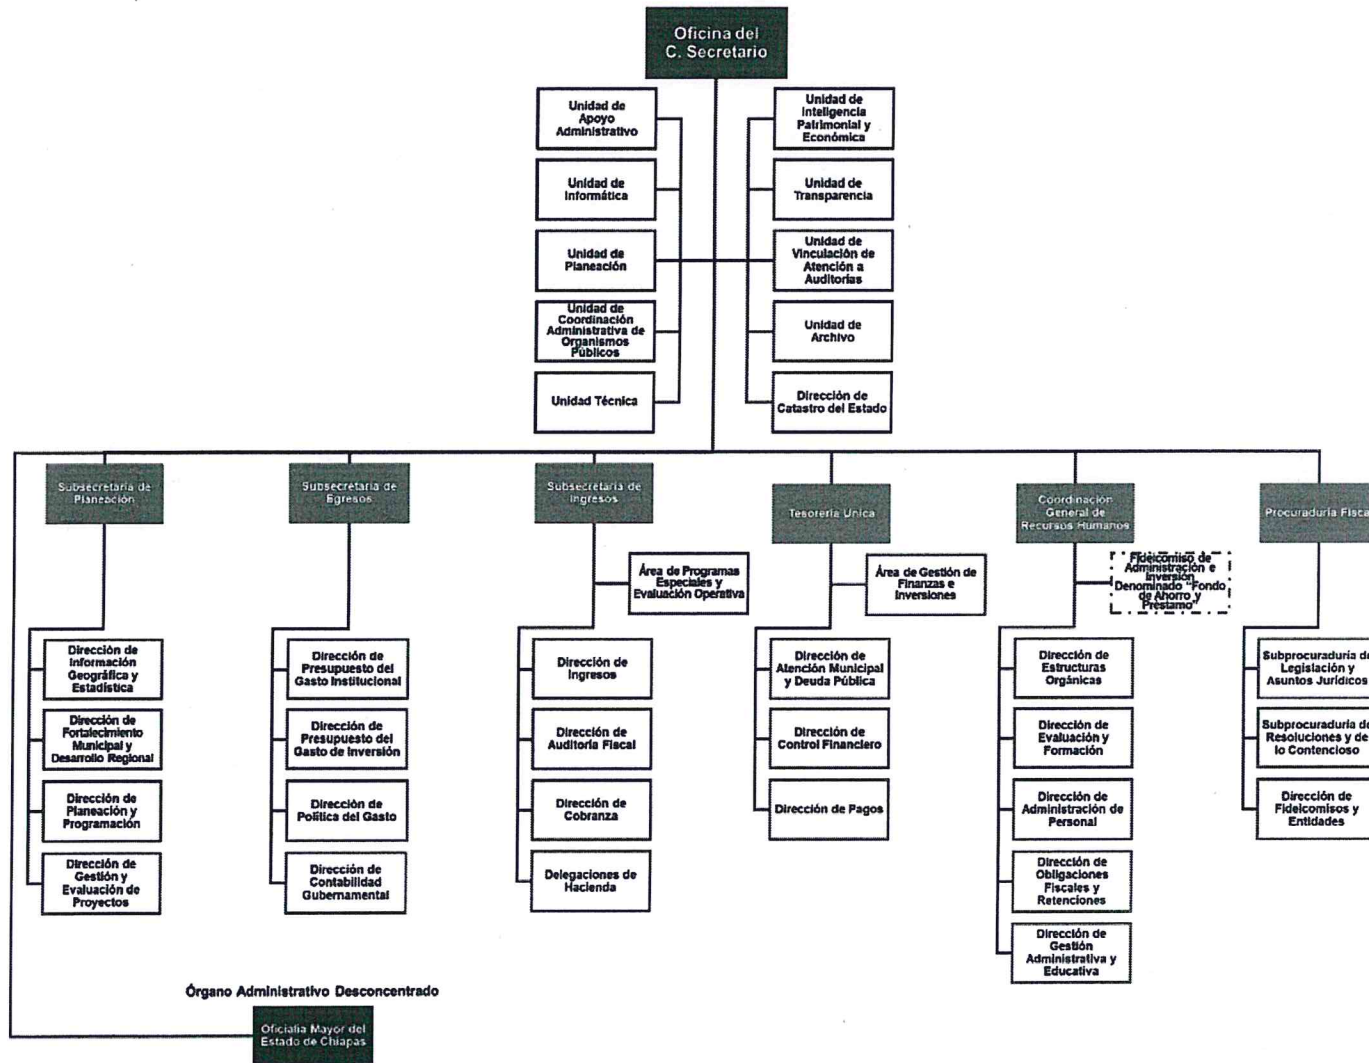 Oficina del
C. Secretario
Unidad de
Apoyo
Administrativo
Unidad de
Inteligencia
Patrimonial y
Económica
Unidad de
Informática
Unidad de
Transparencia
Unidad de
Planeación
Unidad de
Vinculación de
Atención a
Auditorías
Unidad de
Coordinación
Administrativa de
Organismos
Públicos
Unidad de
Archivo
Unidad Técnica
Dirección de
Catastro del Estado
Subsecretaría de
Planeación
Subsecretaría de
Egresos
Subsecretaría de
Ingresos
Tesorería Única
Coordinación
General de
Recursos Humanos
Procuraduría Fiscal
Área de Programas
Especiales y
Evaluación Operativa
Área de Gestión de
Finanzas e
Inversiones
Fideicomiso de
Administración e
Inversión
Denominado "Fondo
de Ahorro y
Préstamo"
Dirección de
Información
Geográfica y
Estadística
Dirección de
Fortalecimiento
Municipal y
Desarrollo Regional
Dirección de
Planeación y
Programación
Dirección de
Gestión y
Evaluación de
Proyectos
Dirección de
Presupuesto del
Gasto Institucional
Dirección de
Presupuesto del
Gasto de Inversión
Dirección de
Política del Gasto
Dirección de
Contabilidad
Gubernamental
Dirección de
Ingresos
Dirección de
Auditoría Fiscal
Dirección de
Cobranza
Delegaciones de
Hacienda
Dirección de
Atención Municipal
y Deuda Pública
Dirección de
Control Financiero
Dirección de Pagos
Dirección de
Estructuras
Orgánicas
Dirección de
Evaluación y
Formación
Dirección de
Administración de
Personal
Dirección de
Obligaciones
Fiscales y
Retenciones
Dirección de
Gestión
Administrativa y
Educativa
Subprocuraduría de
Legislación y
Asuntos Jurídicos
Subprocuraduría de
Resoluciones y de
lo Contencioso
Dirección de
Fideicomisos y
Entidades
Órgano Administrativo Desconcentrado
Oficialía Mayor del
Estado de Chiapas